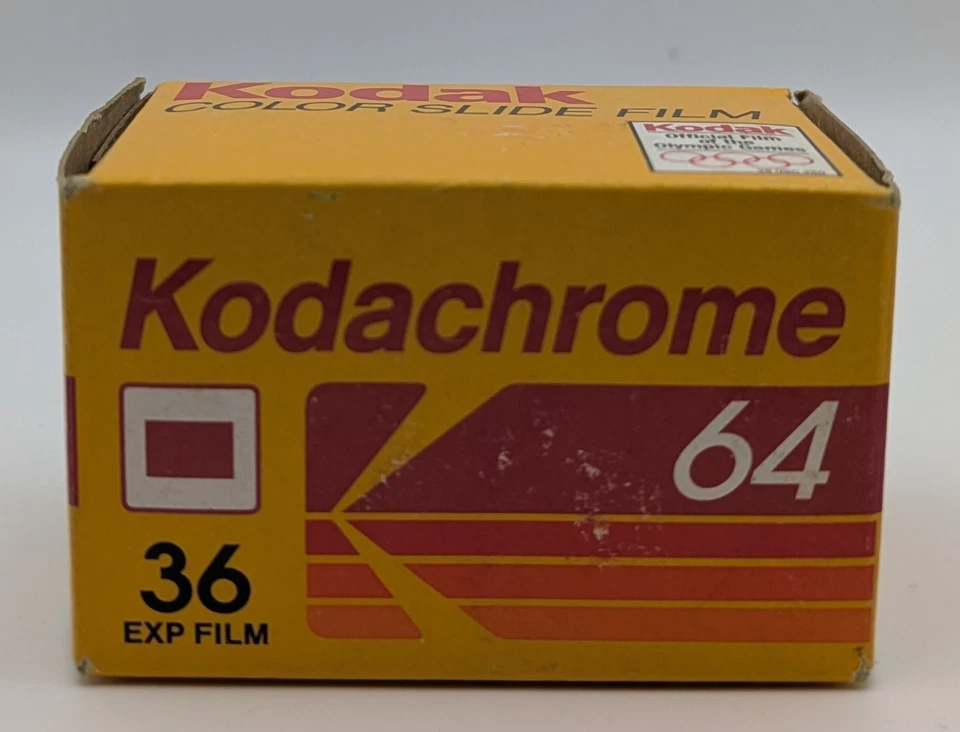 Kodak
COLOR SLIDE FILM
Kodak
Official Film
of the
Olympic Games
Kodachrome
64
36
EXP FILM